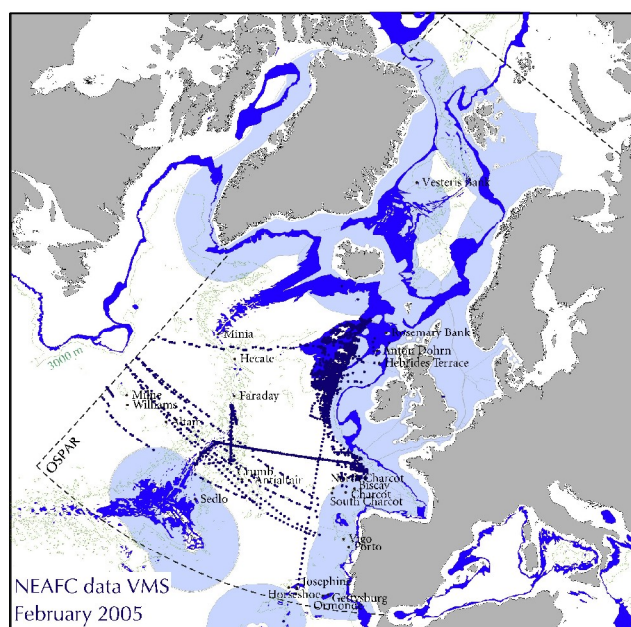 Vesteris Bank
Rosemary Bank
Minia
Anton Dohrn
Hecate
Hebrides Terrace
3000 m
Milne
Faraday
Williams
Altair
OSPAR
Crumb
North Charcot
Antialtair
Biscay
Sedlo
Charcot
South Charcot
Vigo
Porto
Josephine
NEAFC data VMS
Horseshoe
Gettysburg
February 2005
Ormonde